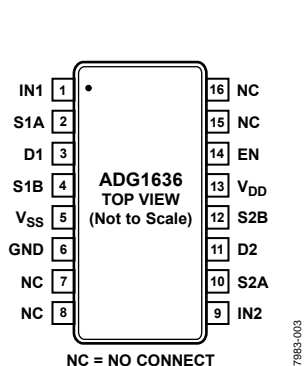 IN1 1 16 NC
S1A 2 15 NC
D1 3 14 EN
S1B 4 ADG1636 13 VDD
VSS 5 TOP VIEW 12 S2B
GND 6 (Not to Scale) 11 D2
NC 7 10 S2A
NC 8 9 IN2
NC = NO CONNECT
7983-003